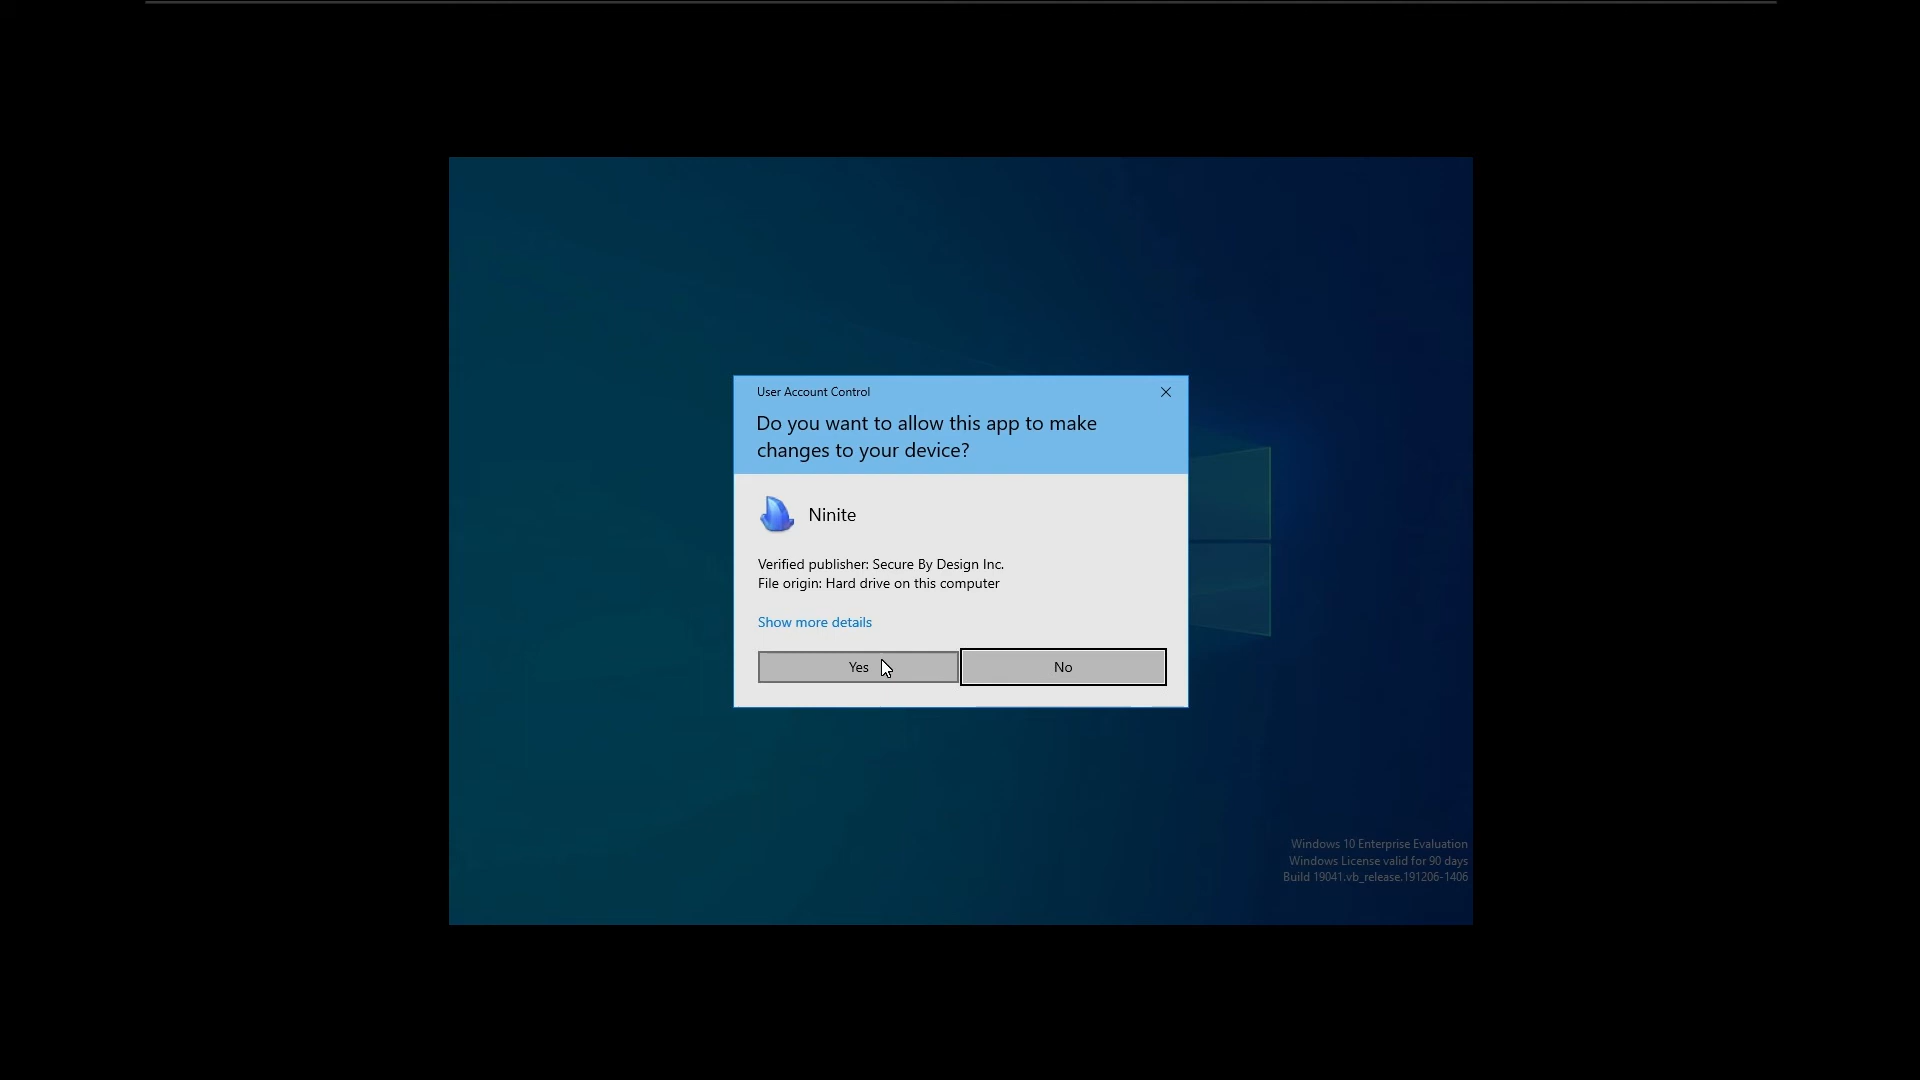 User Account Control
Do you want to allow this app to make
changes to your device?
Ninite
Verified publisher: Secure By Design Inc.
File origin: Hard drive on this computer
Show more details
Yes
No
Windows 10 Enterprise Evaluation
Windows License valid for 90 days
Build 19041.vb_release.191206-1406